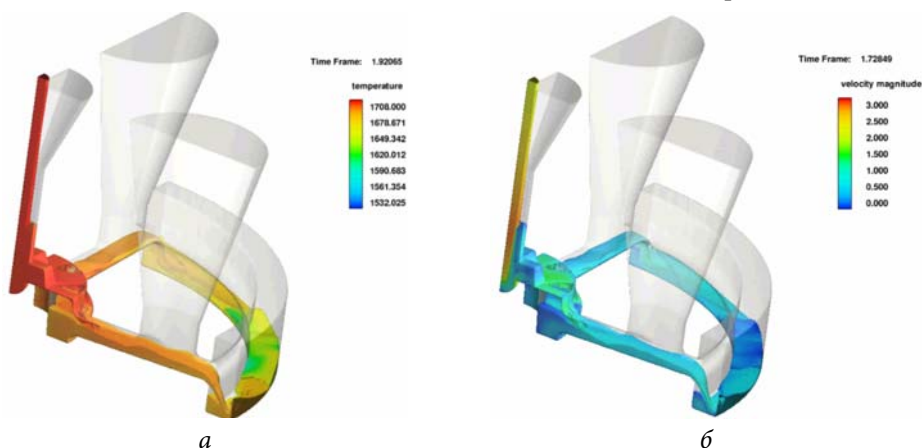 Time Frame: 1.92065
temperature
1708.000
1678.671
1649.342
1620.012
1590.683
1561.354
1532.025
Time Frame: 1.72849
velocity magnitude
3.000
2.500
2.000
1.500
1.000
0.500
0.000
а
б